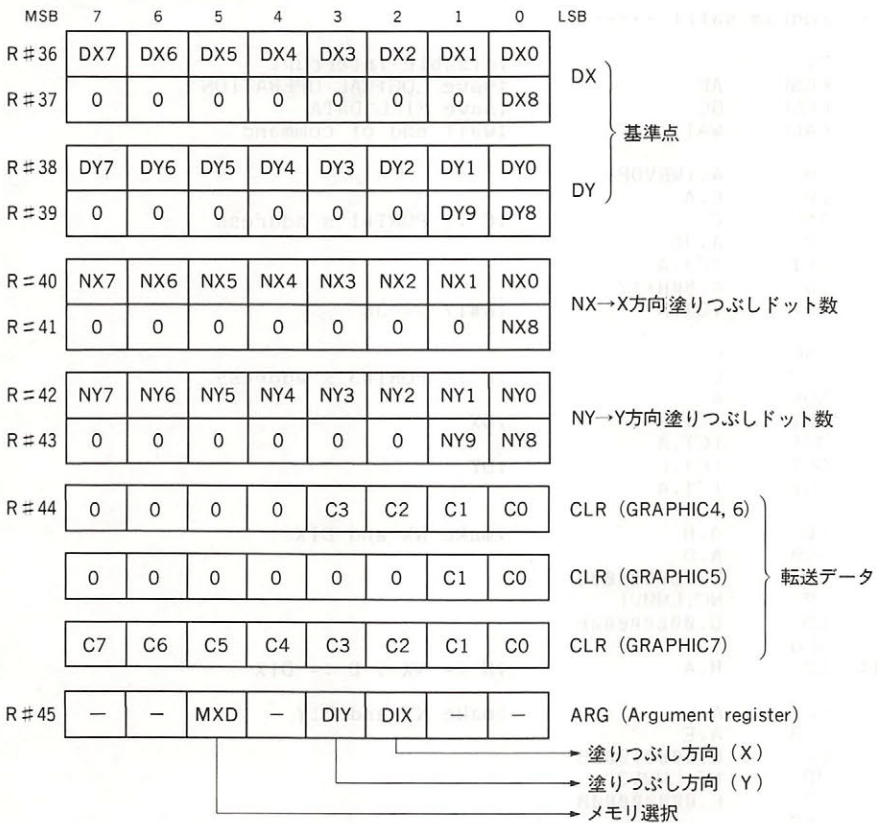 MSB 7 6 5 4 3 2 1 0 LSB
R#36 DX7 DX6 DX5 DX4 DX3 DX2 DX1 DX0
DX
R#37 0 0 0 0 0 0 0 DX8
基準点
R#38 DY7 DY6 DY5 DY4 DY3 DY2 DY1 DY0
DY
R#39 0 0 0 0 0 0 DY9 DY8
R#40 NX7 NX6 NX5 NX4 NX3 NX2 NX1 NX0
NX→X方向塗りつぶしドット数
R#41 0 0 0 0 0 0 0 NX8
R#42 NY7 NY6 NY5 NY4 NY3 NY2 NY1 NY0
NY→Y方向塗りつぶしドット数
R#43 0 0 0 0 0 0 NY9 NY8
R#44 0 0 0 0 C3 C2 C1 C0 CLR (GRAPHIC4, 6)
0 0 0 0 0 0 C1 C0 CLR (GRAPHIC5)
転送データ
C7 C6 C5 C4 C3 C2 C1 C0 CLR (GRAPHIC7)
R#45 — — MXD — DIY DIX — — ARG (Argument register)
塗りつぶし方向 (X)
塗りつぶし方向 (Y)
メモリ選択